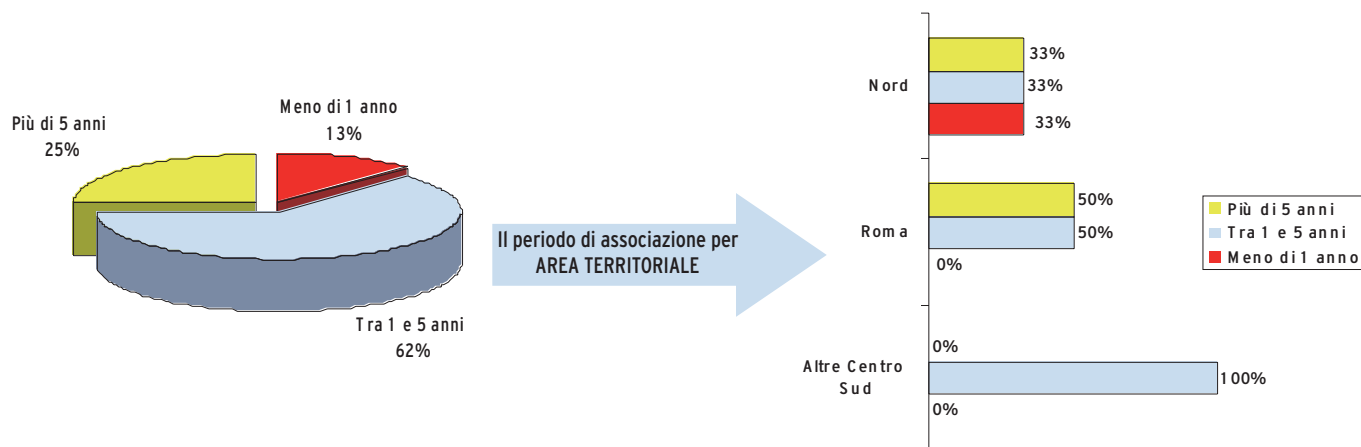 Meno di 1 anno
13%
Più di 5 anni
25%
Tra 1 e 5 anni
62%
Il periodo di associazione per
AREA TERRITORIALE
Nord
33%
33%
33%
Roma
50%
50%
0%
Altre Centro
Sud
0%
100%
0%
Più di 5 anni
Tra 1 e 5 anni
Meno di 1 anno